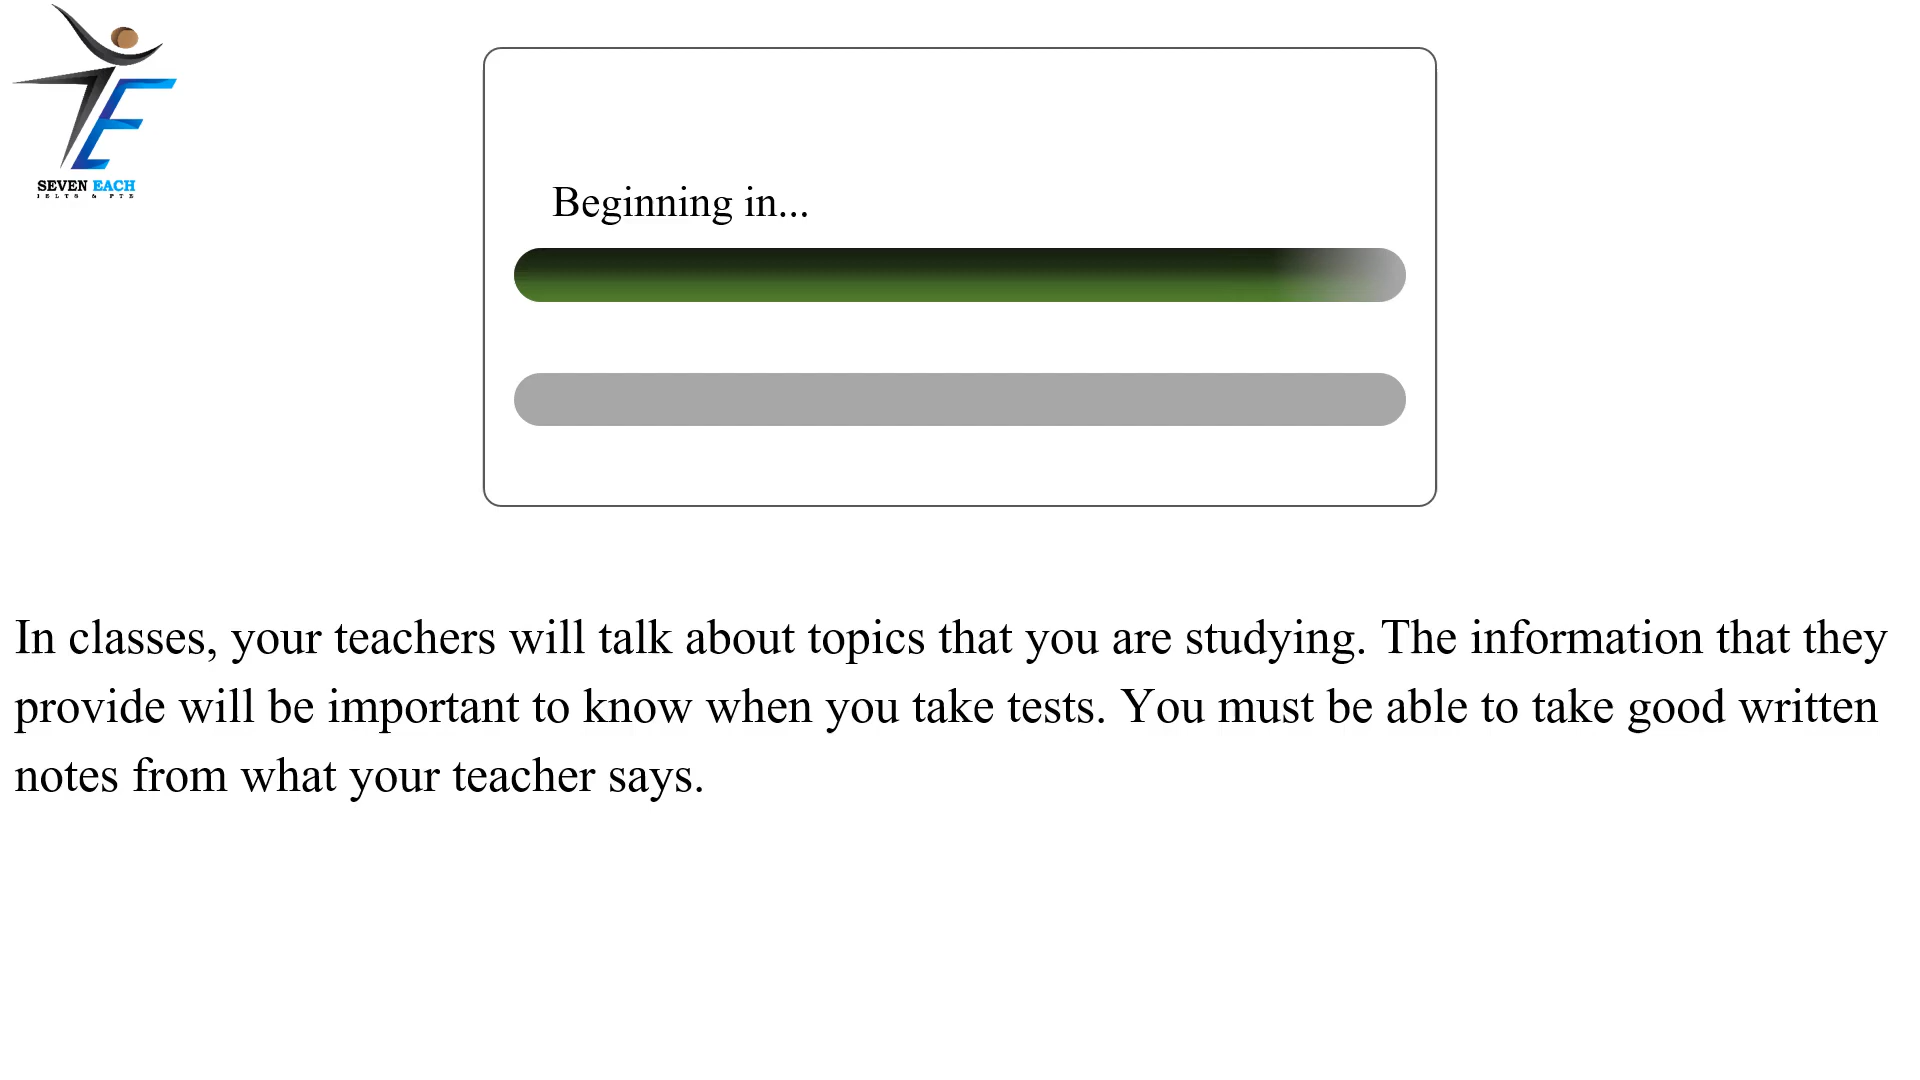 SEVEN EACH
IELTS & PTE
Beginning in...
In classes, your teachers will talk about topics that you are studying. The information that they
provide will be important to know when you take tests. You must be able to take good written
notes from what your teacher says.